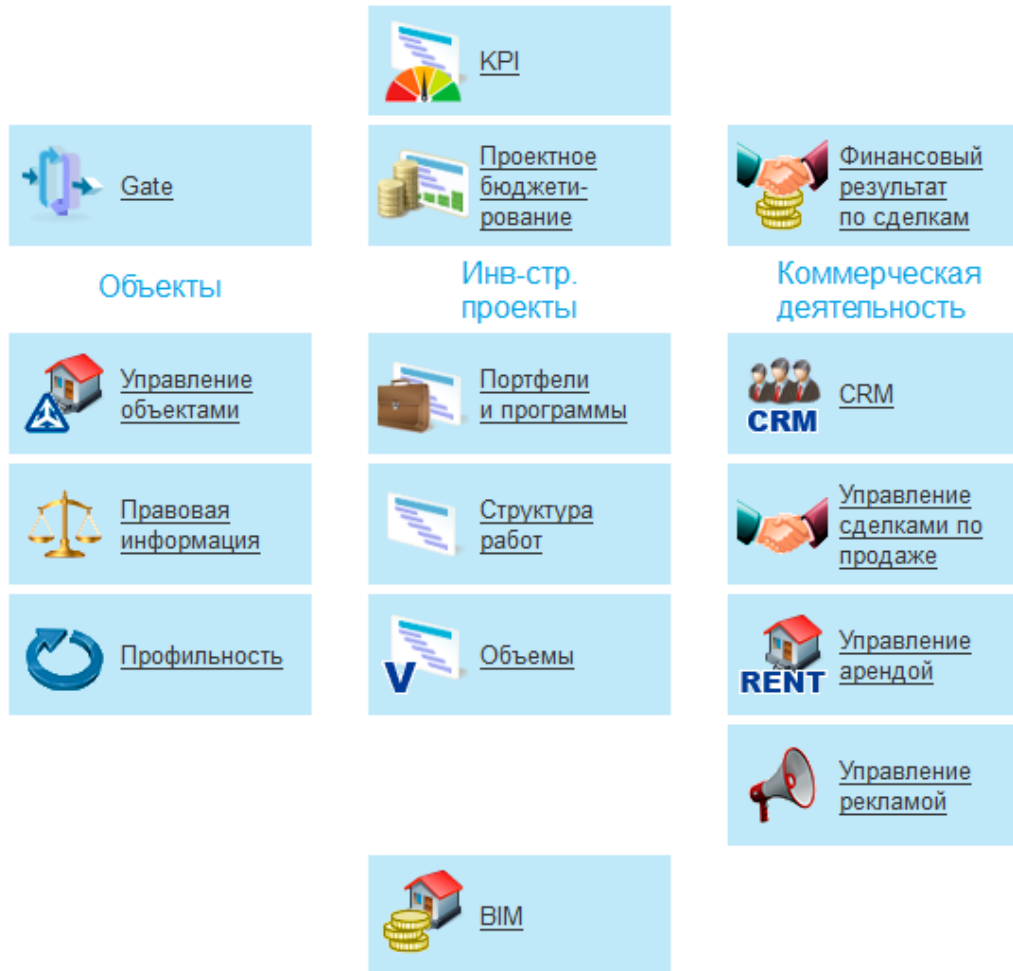 KPI
Gate
Проектное
бюджети-
рование
Финансовый
результат
по сделкам
Объекты
Инв-стр.
проекты
Коммерческая
деятельность
Управление
объектами
Портфели
и программы
CRM
CRM
Правовая
информация
Структура
работ
Управление
сделками по
продаже
Профильность
V
Объемы
RENT
Управление
арендой
Управление
рекламой
BIM